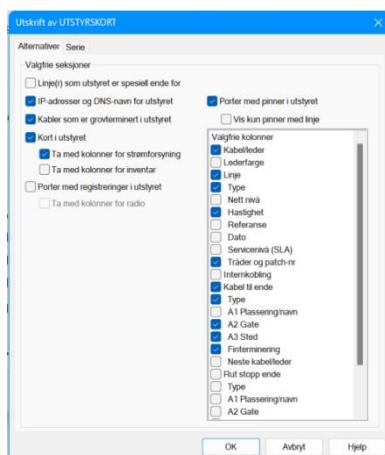 Utskrift av UTSTYRSKORT
Alternativer Serie
Valgfrie seksjoner
Linje(r) som utstyret er spesiell ende for
IP-adresser og DNS-navn for utstyret
Kabler som er grovterminert i utstyret
Kort i utstyret
Ta med kolonner for strømforsyning
Ta med kolonner for inventar
Porter med registreringer i utstyret
Ta med kolonner for radio
Porter med pinner i utstyret
Vis kun pinner med linje
Valgfrie kolonner
Kabel/leder
Lederfarge
Linje
Type
Nett nivå
Hastighet
Referanse
Dato
Servicenivå (SLA)
Tråder og patch-nr
Internkobling
Kabel til ende
Type
A1 Plassering/navn
A2 Gate
A3 Sted
Finterminering
Neste kabel/leder
Rut stopp ende
Type
A1 Plassering/navn
A2 Gate
OK Avbryt Hjelp